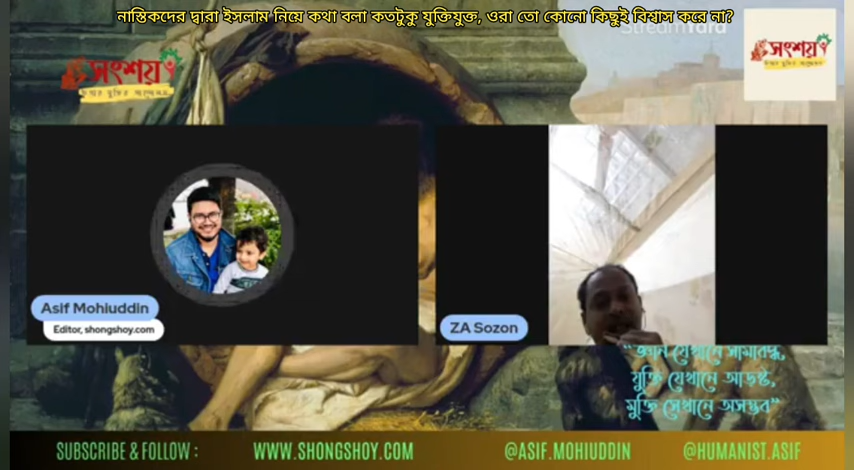 নাস্তিকদের দ্বারা ইসলাম নিয়ে কথা বলা কতটুকু যুক্তিযুক্ত, ওরা তো কোনো কিছুই বিশ্বাস করে না?
StreamYard
সংশয়
সংশয়
Asif Mohiuddin
Editor, shongshoy.com
ZA Sozon
“জ্ঞান যেখানে সীমাবদ্ধ,
যুক্তি যেখানে আড়ষ্ট,
মুক্তি সেখানে অসম্ভব”
SUBSCRIBE & FOLLOW : WWW.SHONGSHOY.COM @ASIF.MOHIUDDIN @HUMANIST.ASIF